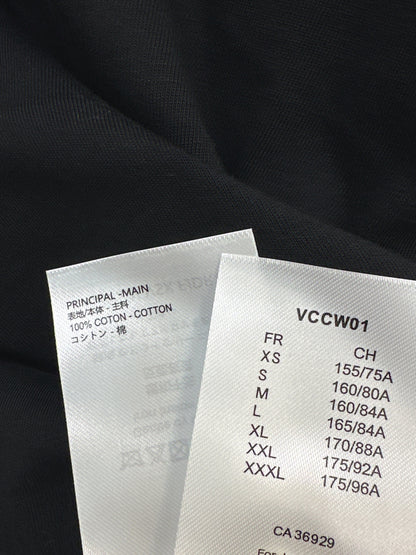 PRINCIPAL -MAIN
表地/本体 - 主料
100% COTON - COTTON
コットン - 棉
VCCW01
FR CH
XS 155/75A
S 160/80A
M 160/84A
L 165/84A
XL 170/88A
XXL 175/92A
XXXL 175/96A
CA 36929